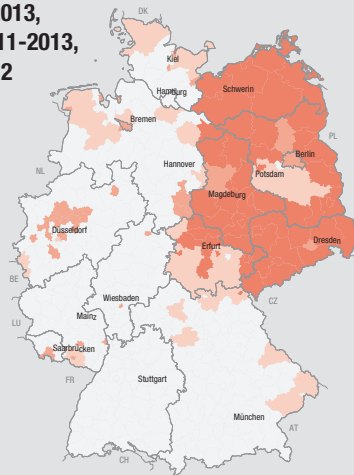 013,
11-2013,
2
DK
Kiel
Hamburg
Schwerin
Bremen
PL
Berlin
Hannover
Potsdam
NL
Magdeburg
Düsseldorf
Dresden
Erfurt
BE
Wiesbaden
CZ
LU
Mainz
Saarbrücken
FR
Stuttgart
München
AT
CH